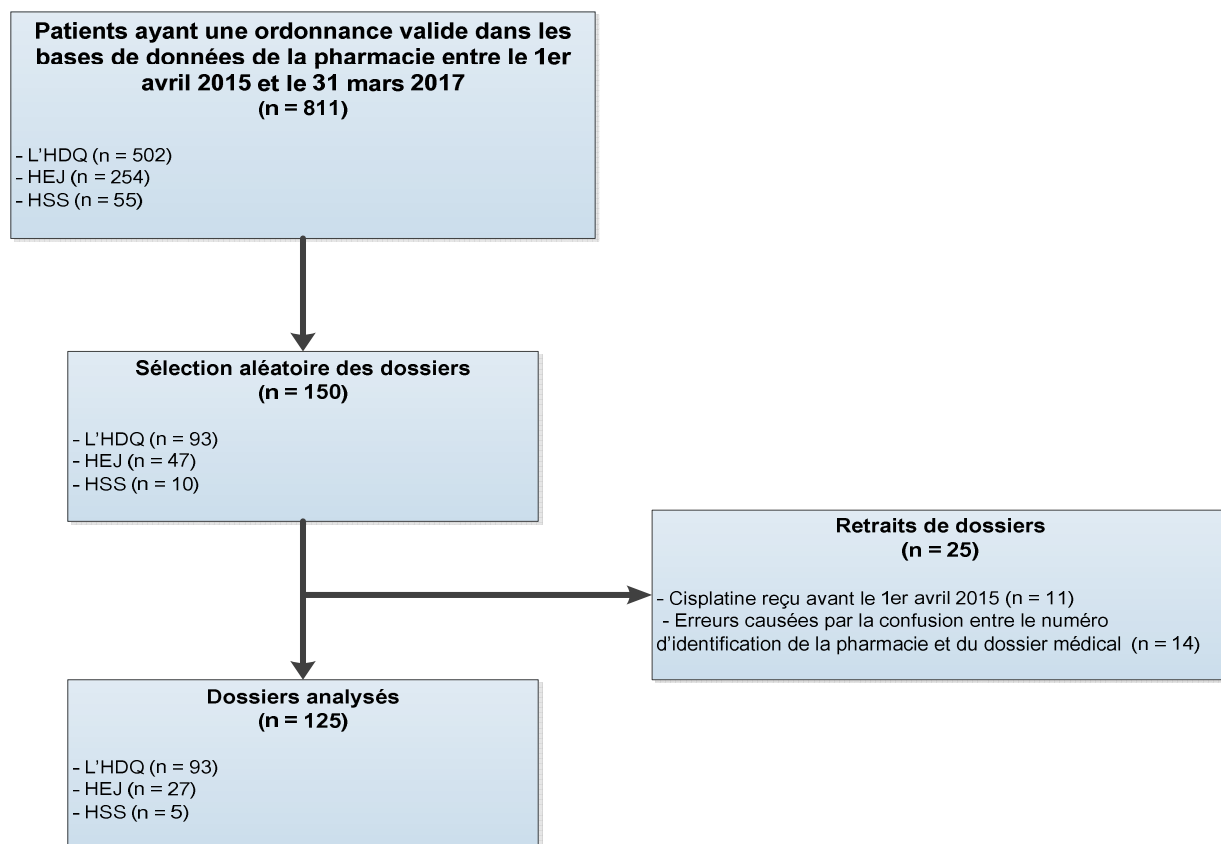 Patients ayant une ordonnance valide dans les
bases de données de la pharmacie entre le 1er
avril 2015 et le 31 mars 2017
(n = 811)
- L'HDQ (n = 502)
- HEJ (n = 254)
- HSS (n = 55)
Sélection aléatoire des dossiers
(n = 150)
- L'HDQ (n = 93)
- HEJ (n = 47)
- HSS (n = 10)
Retraits de dossiers
(n = 25)
- Cisplatine reçu avant le 1er avril 2015 (n = 11)
- Erreurs causées par la confusion entre le numéro
d'identification de la pharmacie et du dossier médical (n = 14)
Dossiers analysés
(n = 125)
- L'HDQ (n = 93)
- HEJ (n = 27)
- HSS (n = 5)